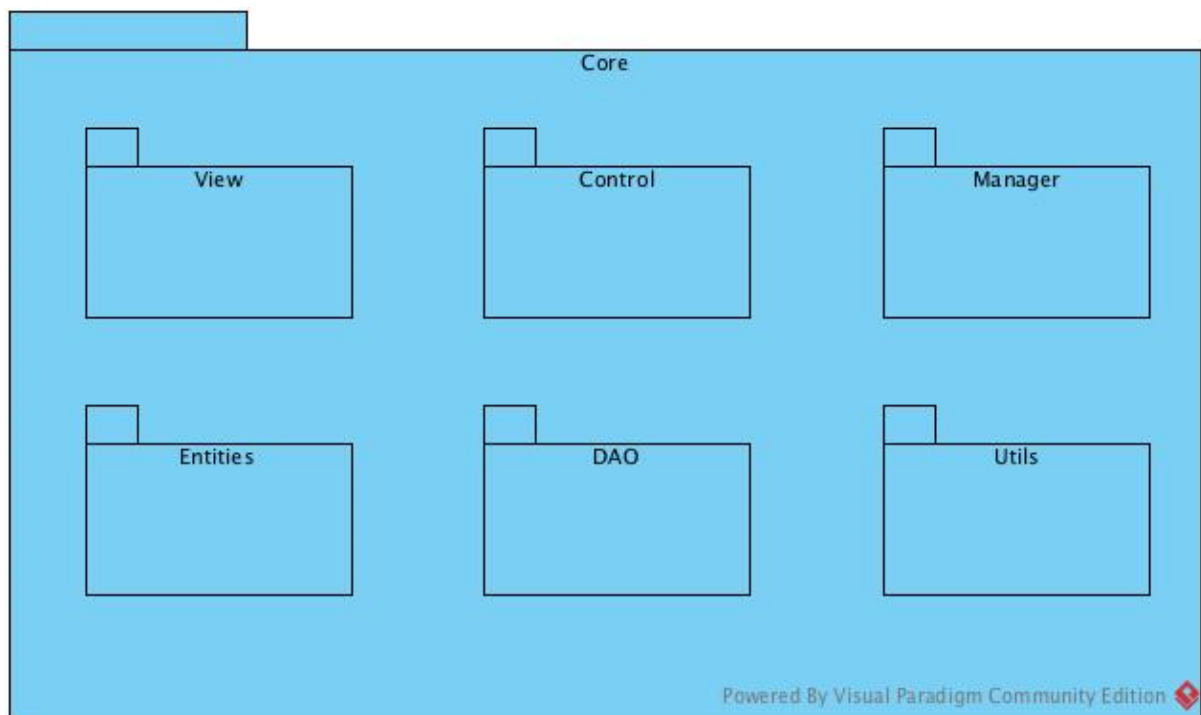 Core
View
Control
Manager
Entities
DAO
Utils
Powered By Visual Paradigm Community Edition